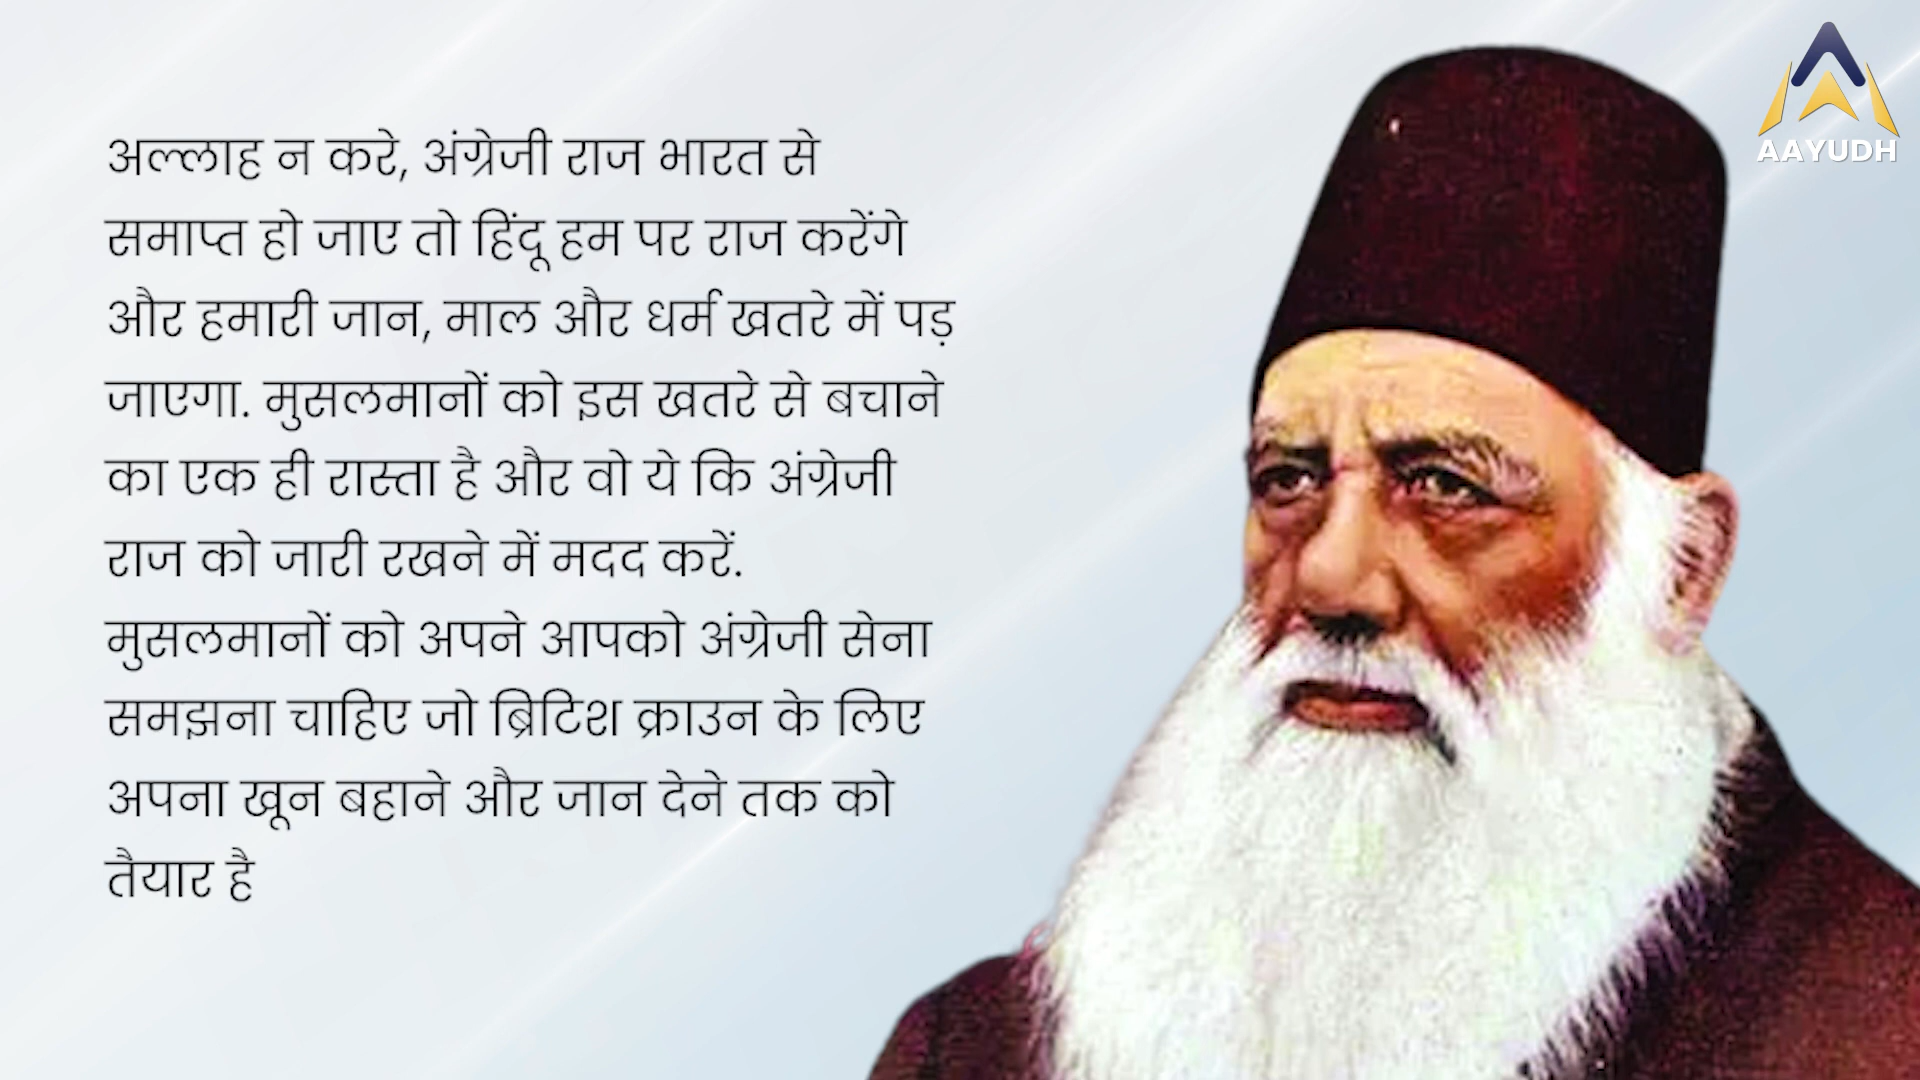 अल्लाह न करे, अंग्रेजी राज भारत से
समाप्त हो जाए तो हिंदू हम पर राज करेंगे
और हमारी जान, माल और धर्म खतरे में पड़
जाएगा. मुसलमानों को इस खतरे से बचाने
का एक ही रास्ता है और वो ये कि अंग्रेजी
राज को जारी रखने में मदद करें.
मुसलमानों को अपने आपको अंग्रेजी सेना
समझना चाहिए जो ब्रिटिश क्राउन के लिए
अपना खून बहाने और जान देने तक को
तैयार है
AAYUDH